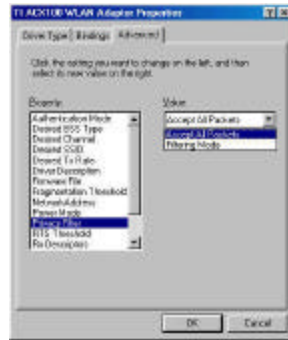 TI ACX100 WLAN Adapter Properties
Driver Type
Bindings
Advanced
Click the setting you want to change on the left, and then
select its new value on the right.
Property:
Value:
Authentication Mode
Desired BSS Type
Desired Channel
Desired SSID
Desired Tx Rate
Driver Description
Firmware File
Fragmentation Threshold
NetworkAddress
Power Mode
Privacy Filter
RTS Threshold
Rx Descriptors
Accept All Packets
Accept All Packets
Filtering Mode
OK
Cancel